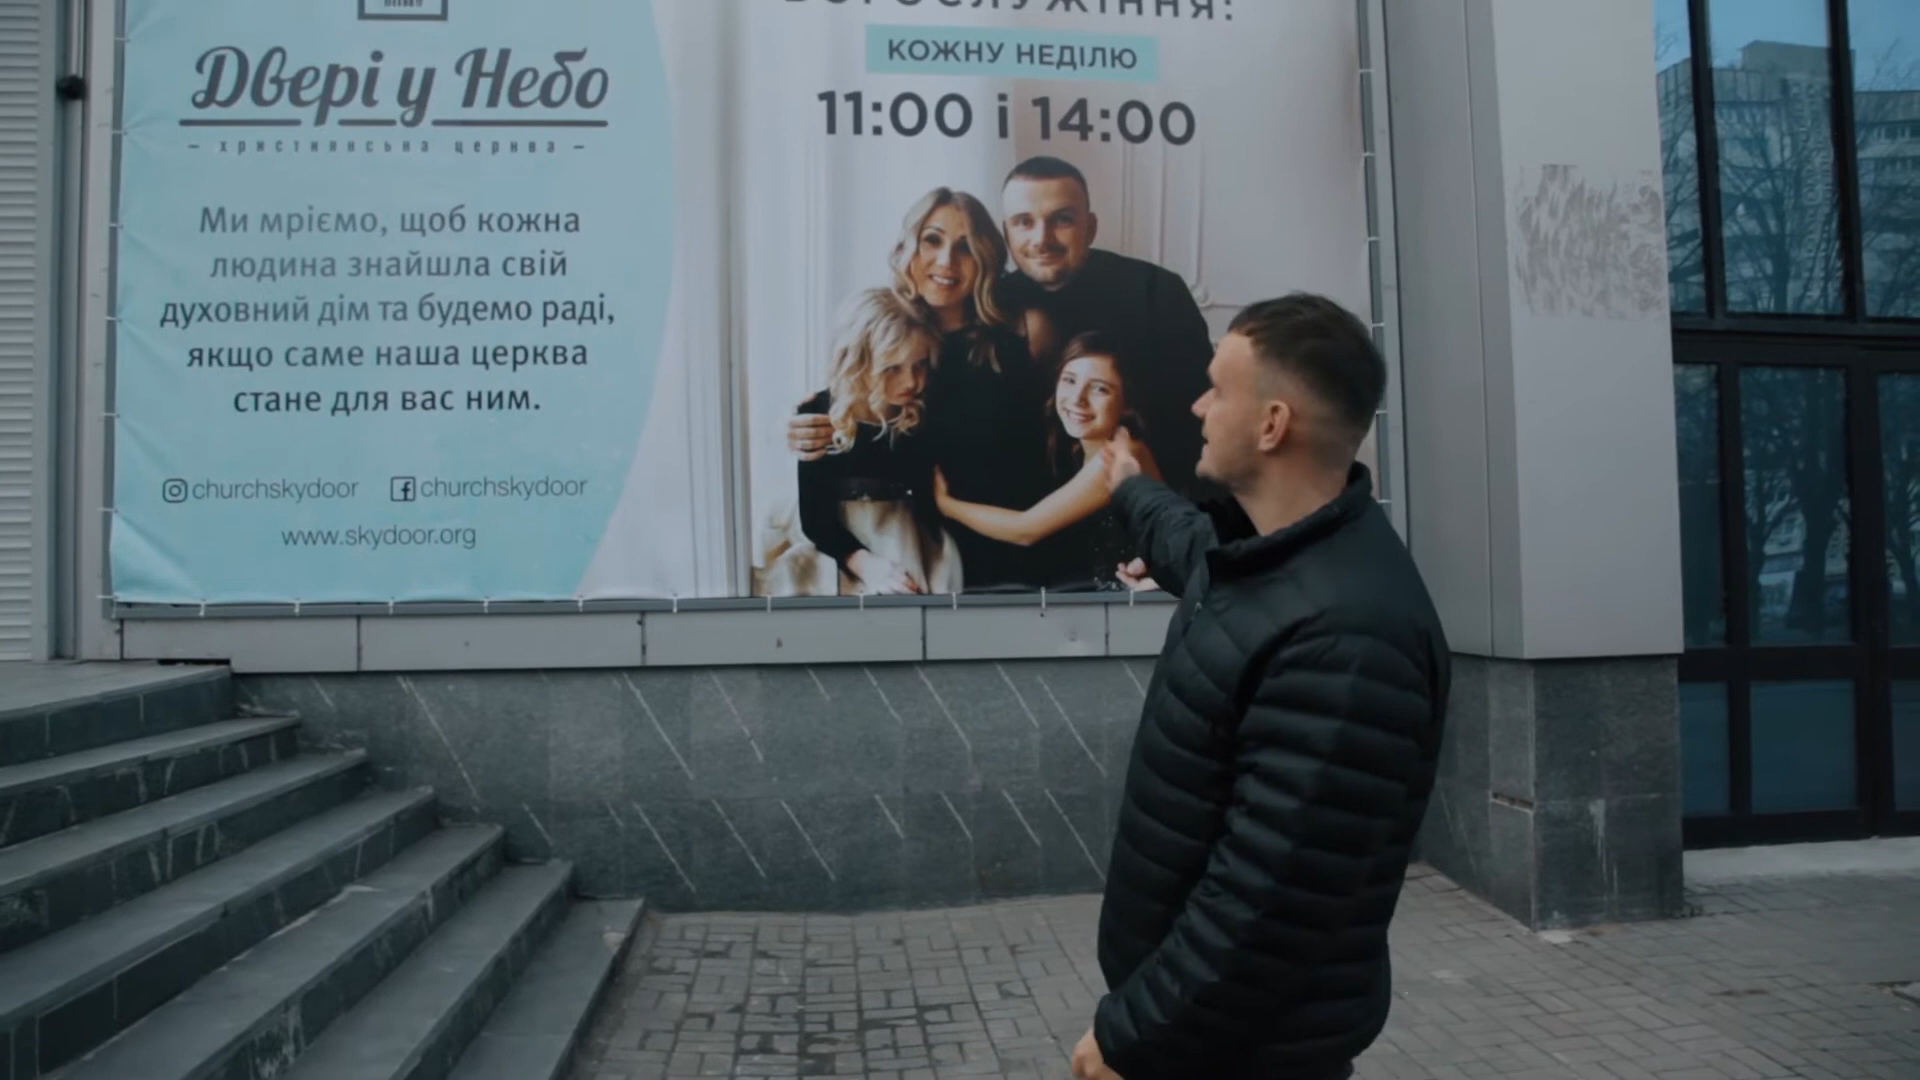 Двері у Небо
- християнська церква -
Ми мріємо, щоб кожна
людина знайшла свій
духовний дім та будемо раді,
якщо саме наша церква
стане для вас ним.
churchskydoor churchskydoor
www.skydoor.org
БОГОСЛУЖІННЯ:
КОЖНУ НЕДІЛЮ
11:00 і 14:00